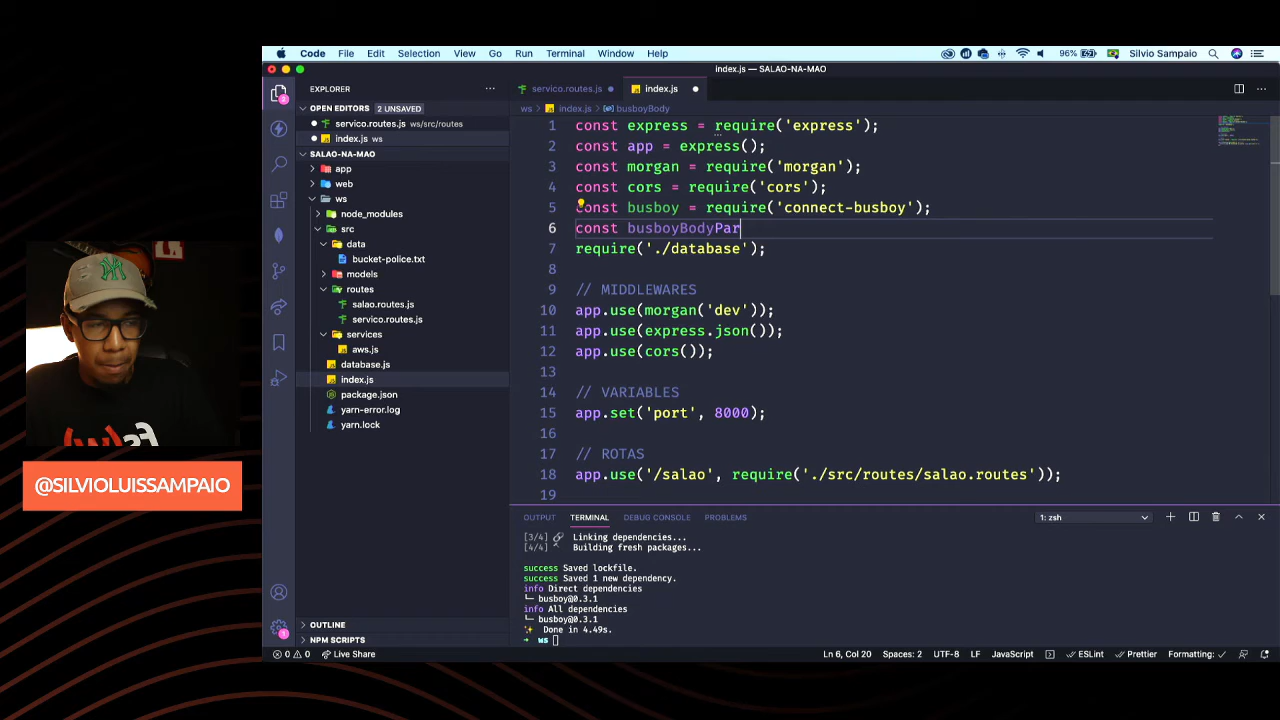 Code File Edit Selection View Go Run Terminal Window Help 96% Silvio Sampaio
index.js — SALAO-NA-MAO
EXPLORER
servico.routes.js
index.js
OPEN EDITORS 2 UNSAVED
servico.routes.js ws/src/routes
index.js ws
SALAO-NA-MAO
app
web
ws
node_modules
src
data
bucket-police.txt
models
routes
salao.routes.js
servico.routes.js
services
aws.js
database.js
index.js
package.json
yarn-error.log
yarn.lock
OUTLINE
NPM SCRIPTS
ws > index.js > busboyBody
1 const express = require('express');
2 const app = express();
3 const morgan = require('morgan');
4 const cors = require('cors');
5 const busboy = require('connect-busboy');
6 const busboyBodyPar
7 require('./database');
8
9 // MIDDLEWARES
10 app.use(morgan('dev'));
11 app.use(express.json());
12 app.use(cors());
13
14 // VARIABLES
15 app.set('port', 8000);
16
17 // ROTAS
18 app.use('/salao', require('./src/routes/salao.routes'));
19
OUTPUT TERMINAL DEBUG CONSOLE PROBLEMS 1: zsh
[3/4] Linking dependencies...
[4/4] Building fresh packages...
success Saved lockfile.
success Saved 1 new dependency.
info Direct dependencies
└─ busboy@0.3.1
info All dependencies
└─ busboy@0.3.1
Done in 4.49s.
→ ws
0 0 Live Share Ln 6, Col 20 Spaces: 2 UTF-8 LF JavaScript ESLint Prettier Formatting: ✓
@SILVIOLUISSAMPAIO